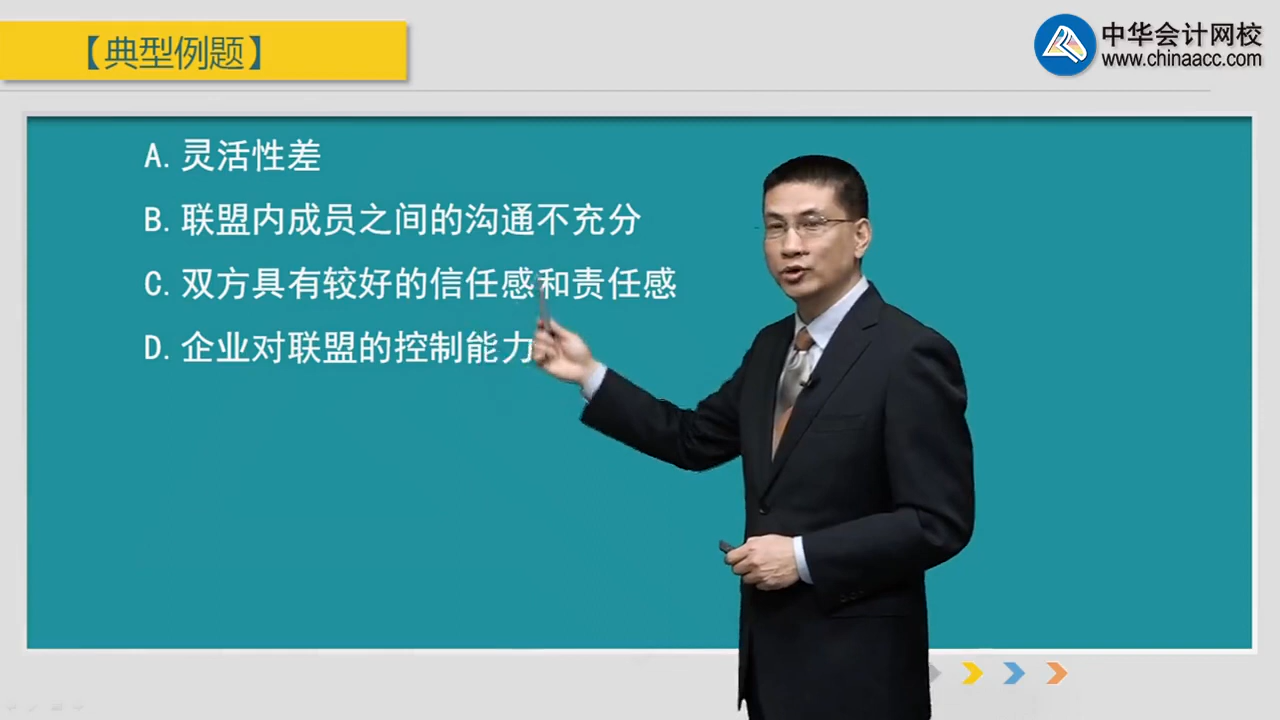 【典型例题】
中华会计网校
www.chinaacc.com
A. 灵活性差
B. 联盟内成员之间的沟通不充分
C. 双方具有较好的信任感和责任感
D. 企业对联盟的控制能力